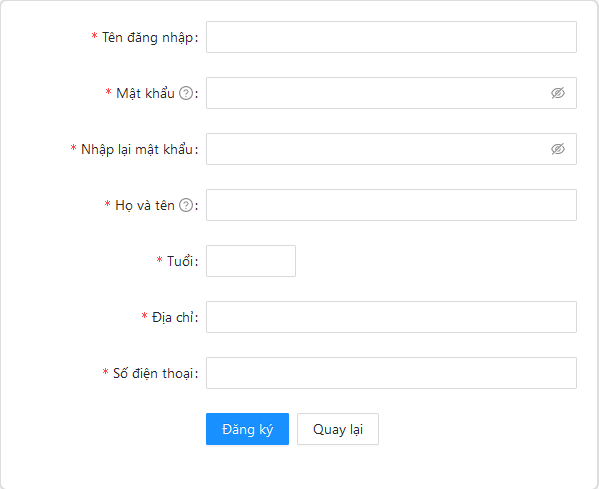 * Tên đăng nhập:
* Mật khẩu ?:
* Nhập lại mật khẩu:
* Họ và tên ?:
* Tuổi:
* Địa chỉ:
* Số điện thoại:
Đăng ký Quay lại